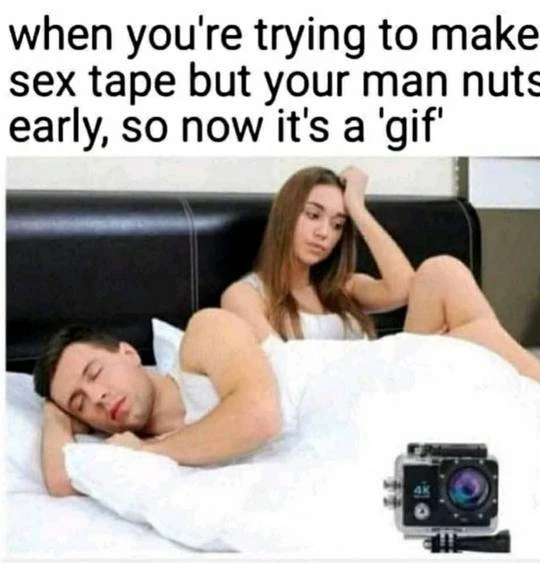 when you're trying to make
sex tape but your man nuts
early, so now it's a 'gif'
4K